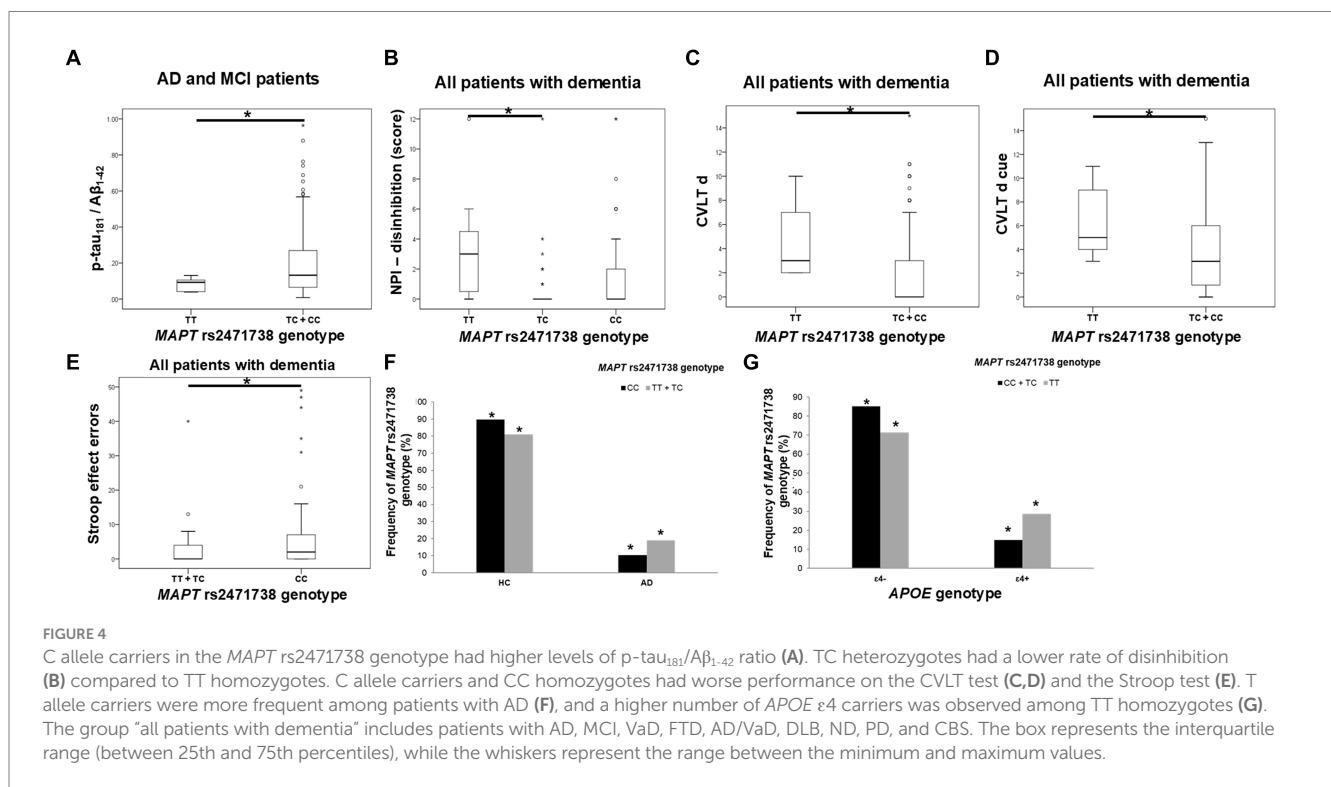 A
AD and MCI patients
*
1.00
.80
.60
.40
.20
.00
p-tau181 / Aβ1-42
TT
TC + CC
MAPT rs2471738 genotype
B
All patients with dementia
*
12
10
8
6
4
2
0
NPI – disinhibition (score)
TT
TC
CC
MAPT rs2471738 genotype
C
All patients with dementia
*
14
12
10
8
6
4
2
0
CVLT d
TT
TC + CC
MAPT rs2471738 genotype
D
All patients with dementia
*
14
12
10
8
6
4
2
0
CVLT d cue
TT
TC + CC
MAPT rs2471738 genotype
E
All patients with dementia
*
50
40
30
20
10
0
Stroop effect errors
TT + TC
CC
MAPT rs2471738 genotype
F
MAPT rs2471738 genotype
CC
TT + TC
100
90
80
70
60
50
40
30
20
10
0
Frequency of MAPT rs2471738
genotype (%)
* * * *
HC
AD
G
MAPT rs2471738 genotype
CC + TC
TT
90
80
70
60
50
40
30
20
10
0
Frequency of MAPT rs2471738
genotype (%)
* * * *
ε4-
ε4+
APOE genotype
FIGURE 4
C allele carriers in the MAPT rs2471738 genotype had higher levels of p-tau181/Aβ1-42 ratio (A). TC heterozygotes had a lower rate of disinhibition
(B) compared to TT homozygotes. C allele carriers and CC homozygotes had worse performance on the CVLT test (C,D) and the Stroop test (E). T
allele carriers were more frequent among patients with AD (F), and a higher number of APOE ε4 carriers was observed among TT homozygotes (G).
The group "all patients with dementia" includes patients with AD, MCI, VaD, FTD, AD/VaD, DLB, ND, PD, and CBS. The box represents the interquartile
range (between 25th and 75th percentiles), while the whiskers represent the range between the minimum and maximum values.